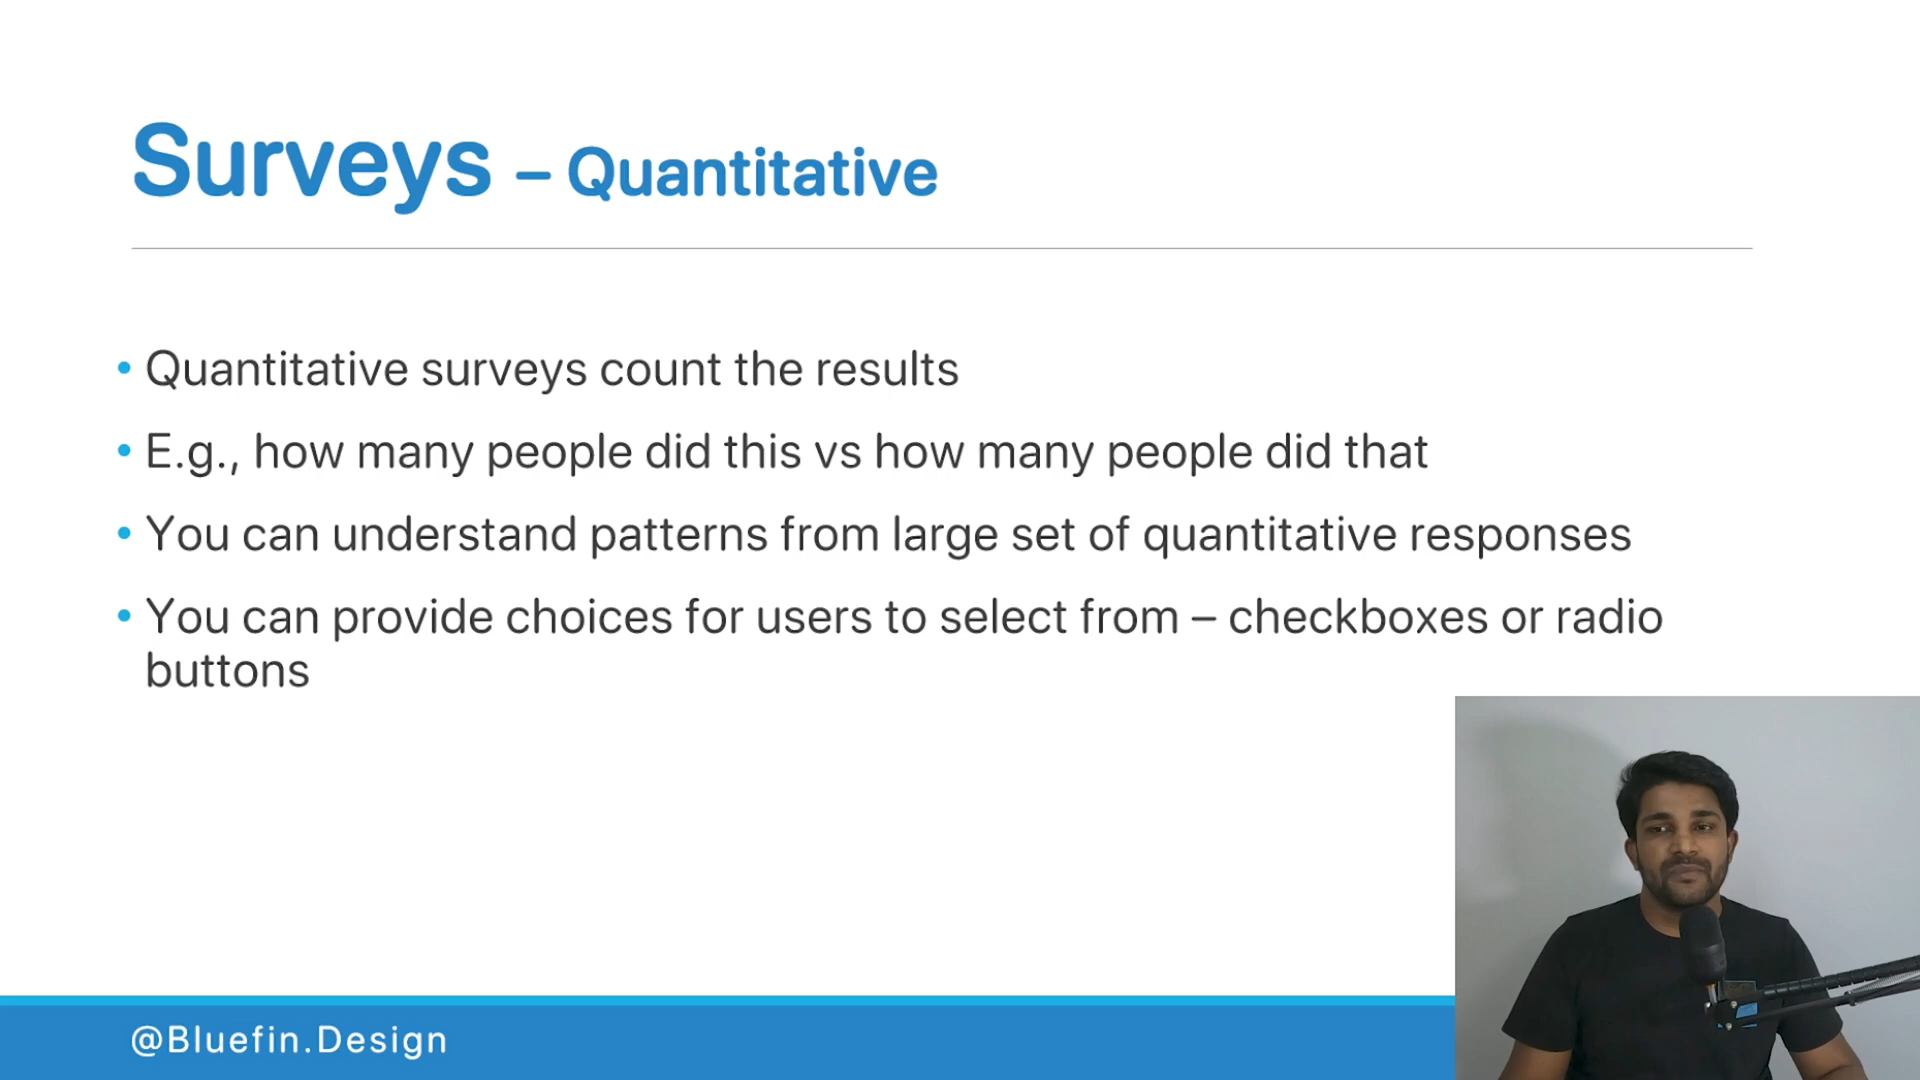 Surveys – Quantitative
• Quantitative surveys count the results
• E.g., how many people did this vs how many people did that
• You can understand patterns from large set of quantitative responses
• You can provide choices for users to select from – checkboxes or radio
buttons
@Bluefin.Design